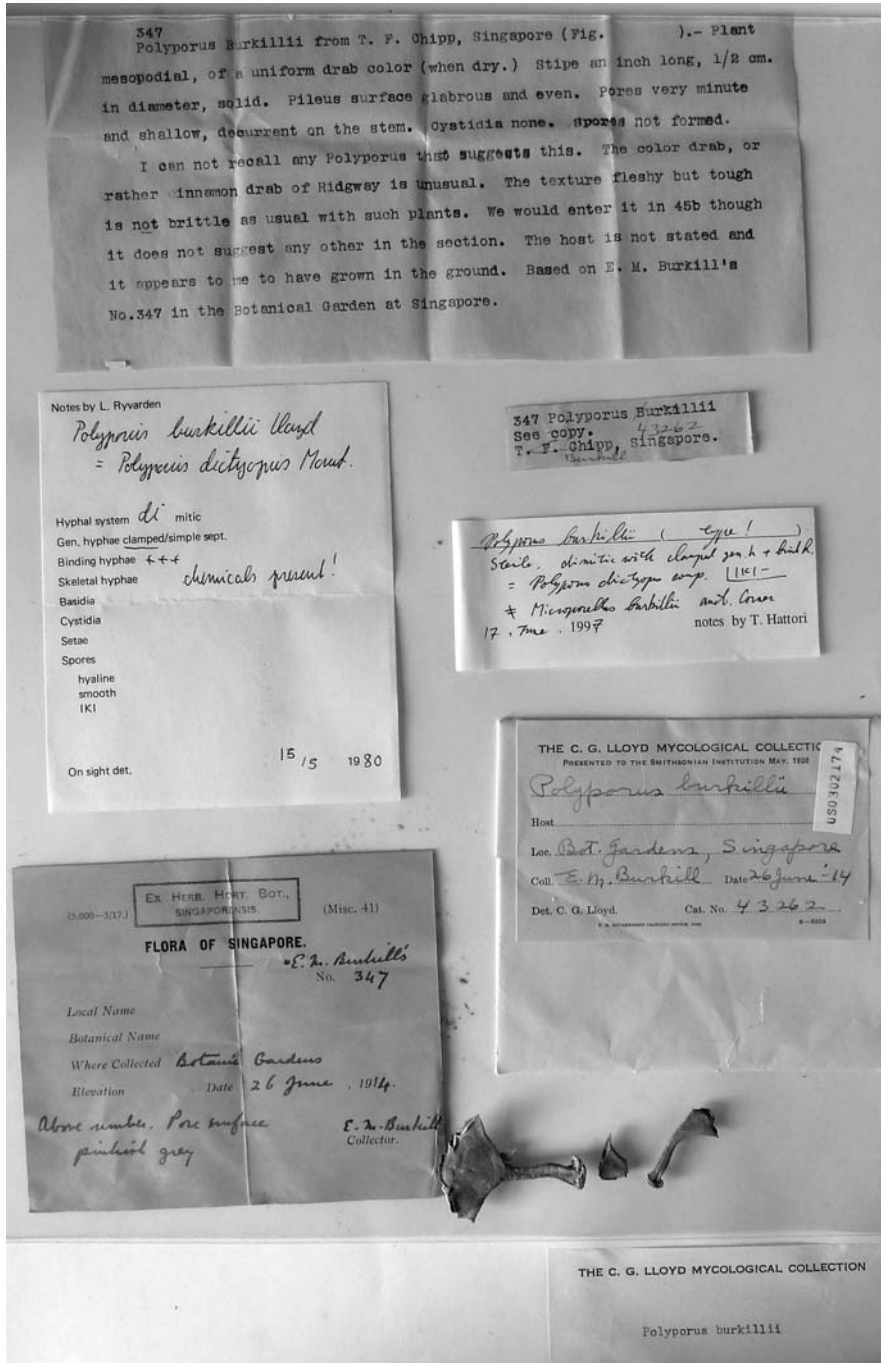 347
Polyporus Burkillii from T. F. Chipp, Singapore (Fig. ).- Plant
mesopodial, of a uniform drab color (when dry.) Stipe an inch long, 1/2 cm.
in diameter, solid. Pileus surface glabrous and even. Pores very minute
and shallow, decurrent on the stem. Cystidia none. Spores not formed.
I can not recall any Polyporus that suggests this. The color drab, or
rather cinnamon drab of Ridgway is unusual. The texture fleshy but tough
is not brittle as usual with such plants. We would enter it in 45b though
it does not suggest any other in the section. The host is not stated and
it appears to me to have grown in the ground. Based on E. M. Burkill's
No.347 in the Botanical Garden at Singapore.
Notes by L. Ryvarden
Polyporus burkillii Lloyd
= Polyporus dictyopus Mont.
Hyphal system di mitic
Gen. hyphae clamped/simple sept.
Binding hyphae +++
Skeletal hyphae chemicals present!
Basidia
Cystidia
Setae
Spores
hyaline
smooth
IKI
On sight det. 15/5 1980
347 Polyporus Burkillii
See copy. 43262
T. F. Chipp, Singapore.
Burkill
Polyporus burkillii ( type! )
Sterile, dimitic with clamped gen. h + bind h.
= Polyporus dictyopus comp. IKI-
≠ Microporellus burkillii auct. Corner
17. June. 1997 notes by T. Hattori
THE C. G. LLOYD MYCOLOGICAL COLLECTIO
PRESENTED TO THE SMITHSONIAN INSTITUTION MAY, 1928
US0302174
Polyporus burkillii
Host
Loc. Bot. Gardens, Singapore
Coll. E. M. Burkill Date 26 June '14
Det. C. G. Lloyd. Cat. No. 43262
EX HERB. HORT. BOT.,
SINGAPORENSIS.
(5,000—5/17.) (Misc. 41)
FLORA OF SINGAPORE.
E. M. Burkill's
No. 347
Local Name
Botanical Name
Where Collected Botanic Gardens
Elevation Date 26 June, 1914.
Above number. Pore surface
pinkish grey
E. M. Burkill
Collector.
THE C. G. LLOYD MYCOLOGICAL COLLECTION
Polyporus burkillii